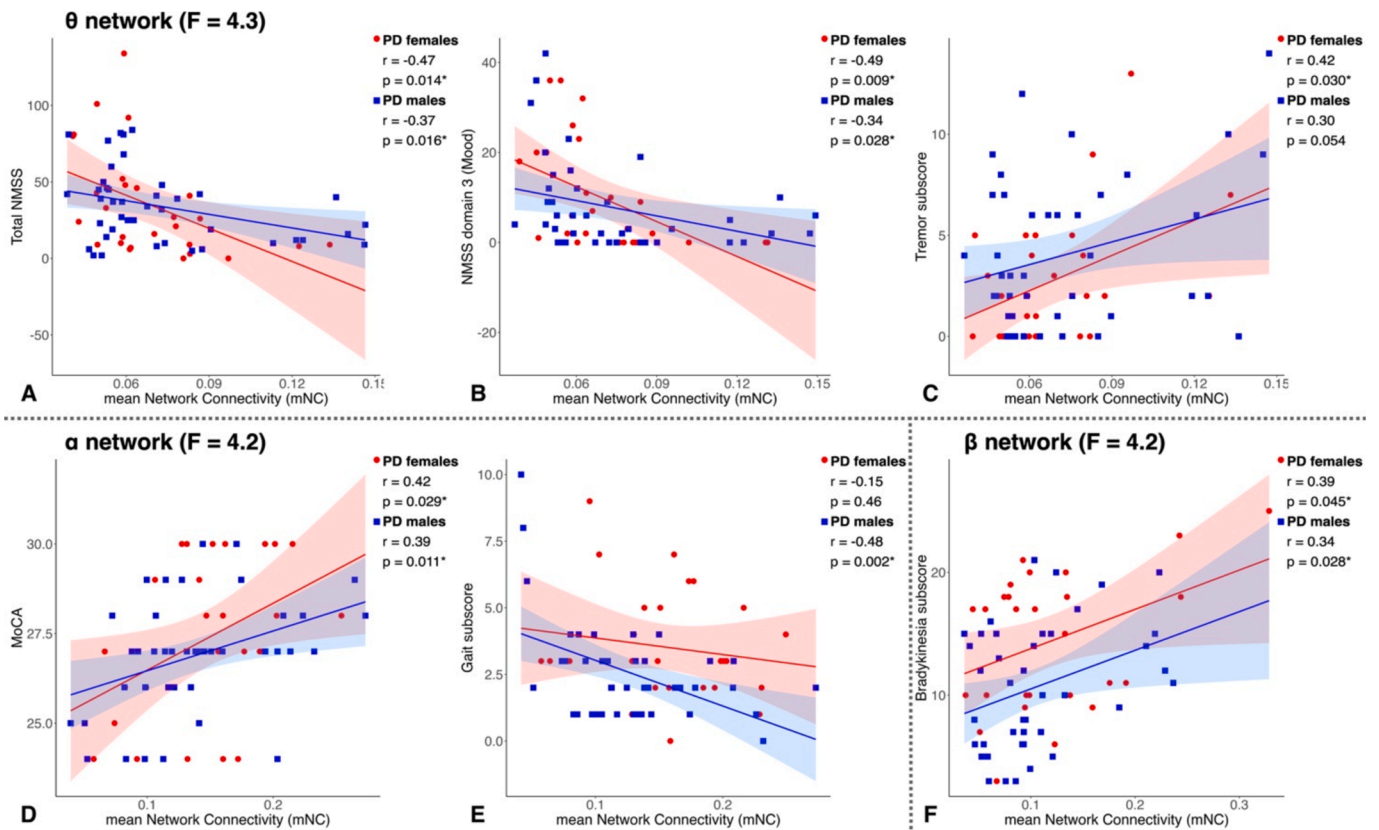 θ network (F = 4.3)
PD females
r = -0.47
p = 0.014*
PD males
r = -0.37
p = 0.016*
100
50
0
-50
Total NMSS
0.06
0.09
0.12
0.15
A
mean Network Connectivity (mNC)
PD females
r = -0.49
p = 0.009*
PD males
r = -0.34
p = 0.028*
40
20
0
-20
NMSS domain 3 (Mood)
0.06
0.09
0.12
0.15
B
mean Network Connectivity (mNC)
PD females
r = 0.42
p = 0.030*
PD males
r = 0.30
p = 0.054
10
5
0
Tremor subscore
0.06
0.09
0.12
0.15
C
mean Network Connectivity (mNC)
α network (F = 4.2)
PD females
r = 0.42
p = 0.029*
PD males
r = 0.39
p = 0.011*
30.0
27.5
25.0
MoCA
0.1
0.2
D
mean Network Connectivity (mNC)
PD females
r = -0.15
p = 0.46
PD males
r = -0.48
p = 0.002*
10.0
7.5
5.0
2.5
0.0
Gait subscore
0.1
0.2
E
mean Network Connectivity (mNC)
β network (F = 4.2)
PD females
r = 0.39
p = 0.045*
PD males
r = 0.34
p = 0.028*
20
10
Bradykinesia subscore
0.1
0.2
0.3
F
mean Network Connectivity (mNC)